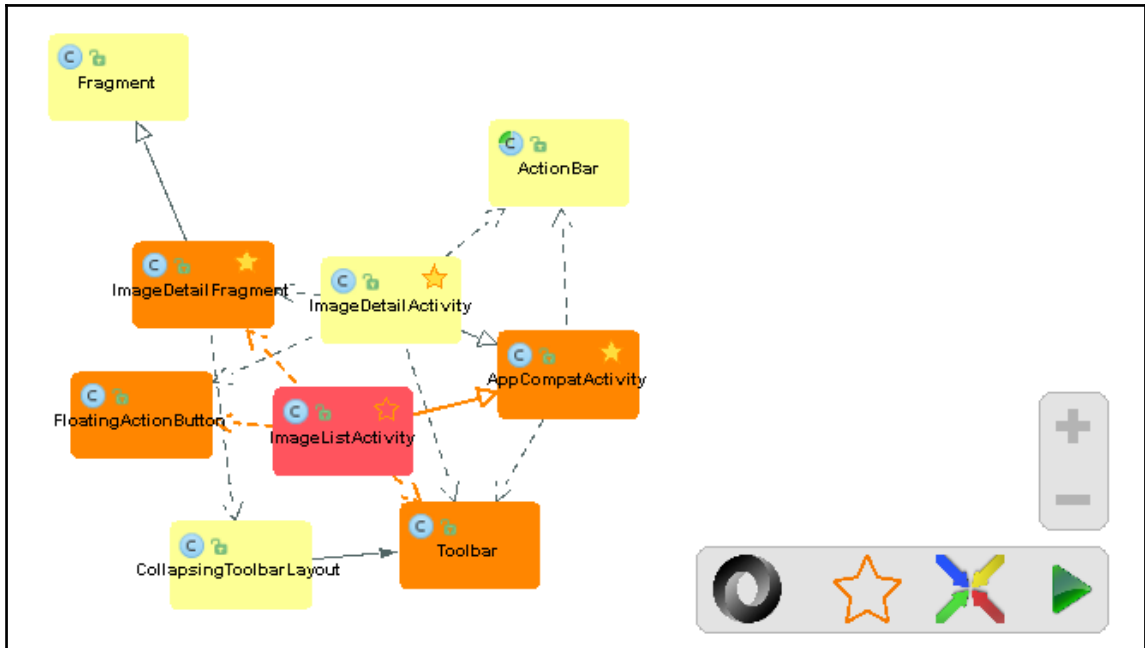 Fragment
ActionBar
ImageDetailFragment
ImageDetailActivity
AppCompatActivity
FloatingActionButton
ImageListActivity
Toolbar
CollapsingToolbarLayout